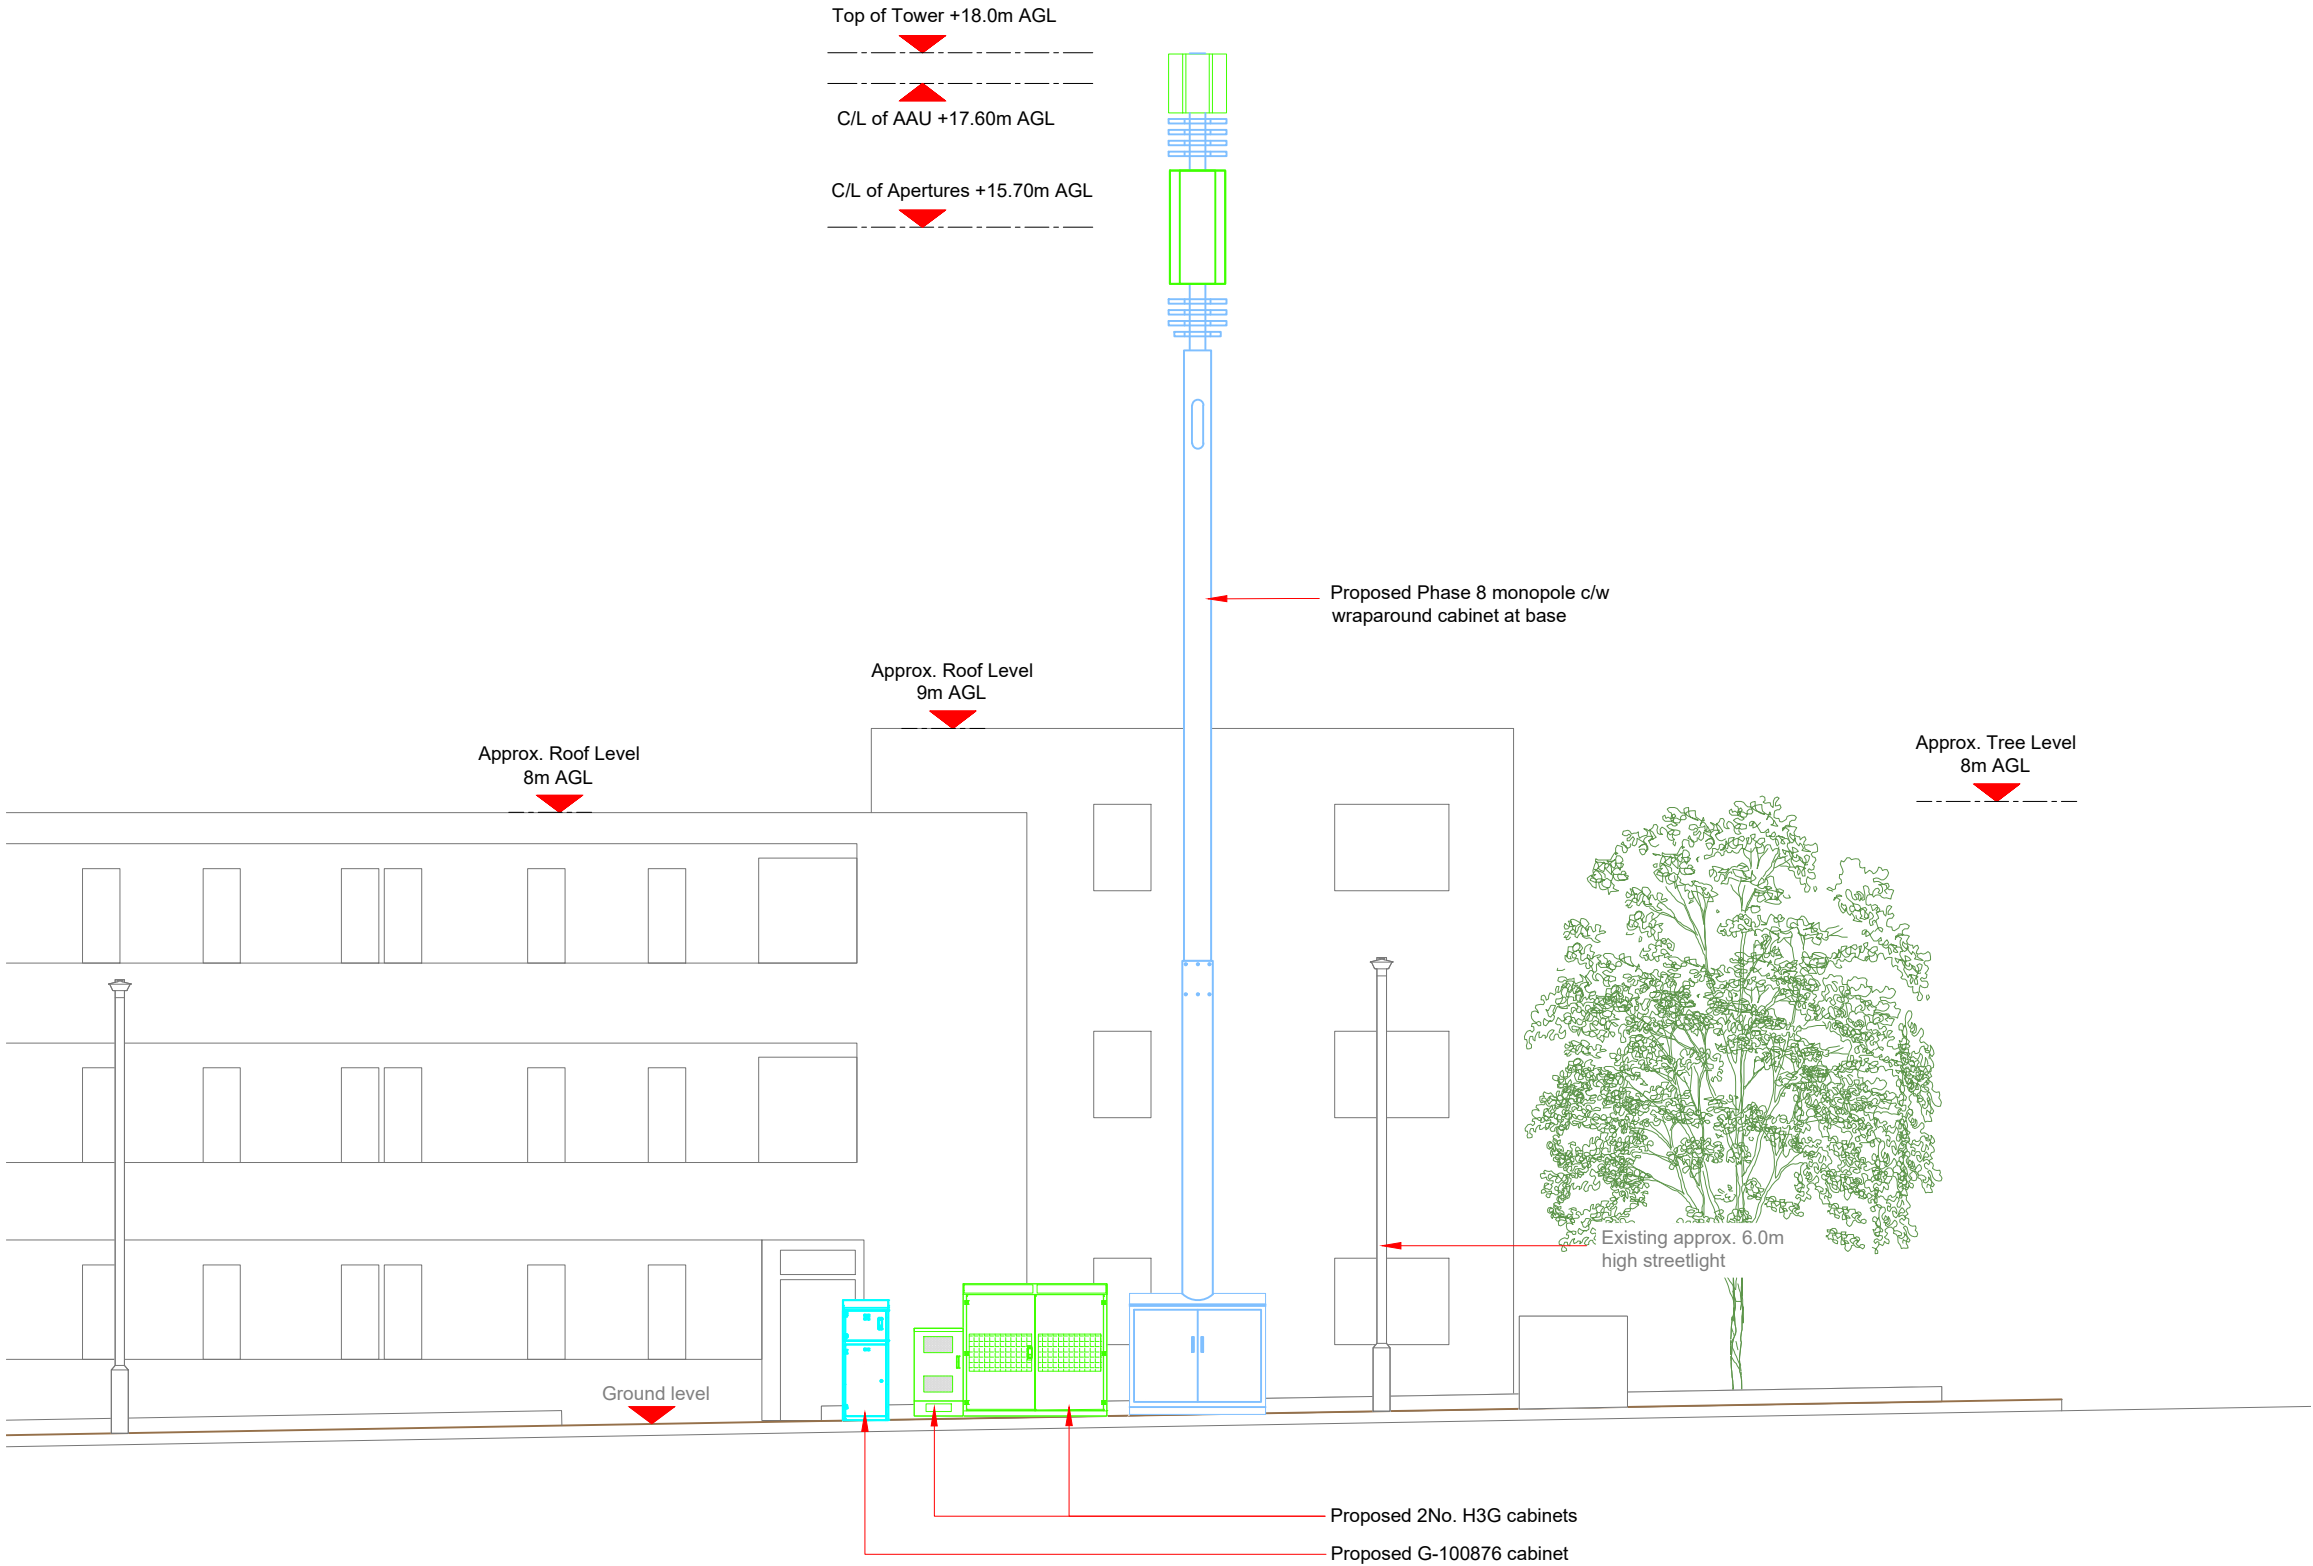 Top of Tower +18.0m AGL
C/L of AAU +17.60m AGL
C/L of Apertures +15.70m AGL
Proposed Phase 8 monopole c/w
wraparound cabinet at base
Approx. Roof Level
9m AGL
Approx. Roof Level
8m AGL
Approx. Tree Level
8m AGL
Existing approx. 6.0m
high streetlight
Ground level
Proposed 2No. H3G cabinets
Proposed G-100876 cabinet